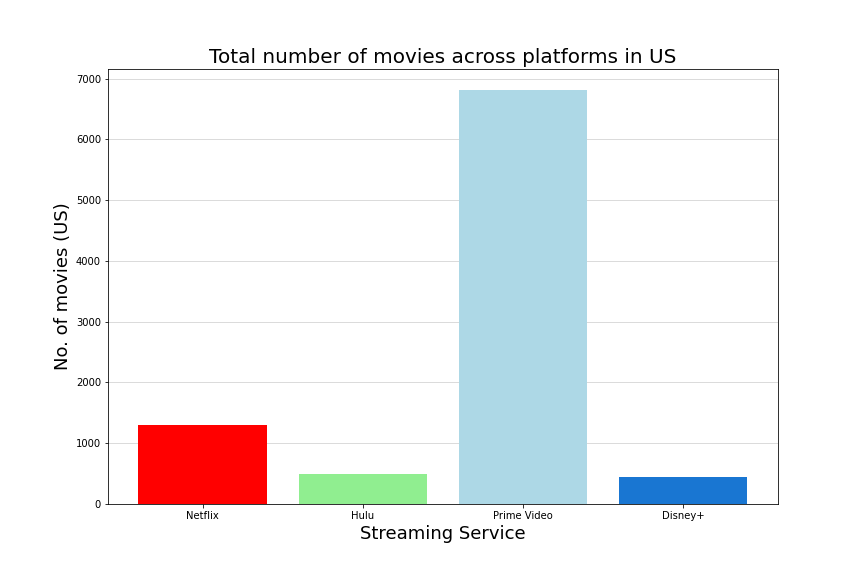 Total number of movies across platforms in US
No. of movies (US)
7000
6000
5000
4000
3000
2000
1000
0
Netflix Hulu Prime Video Disney+
Streaming Service